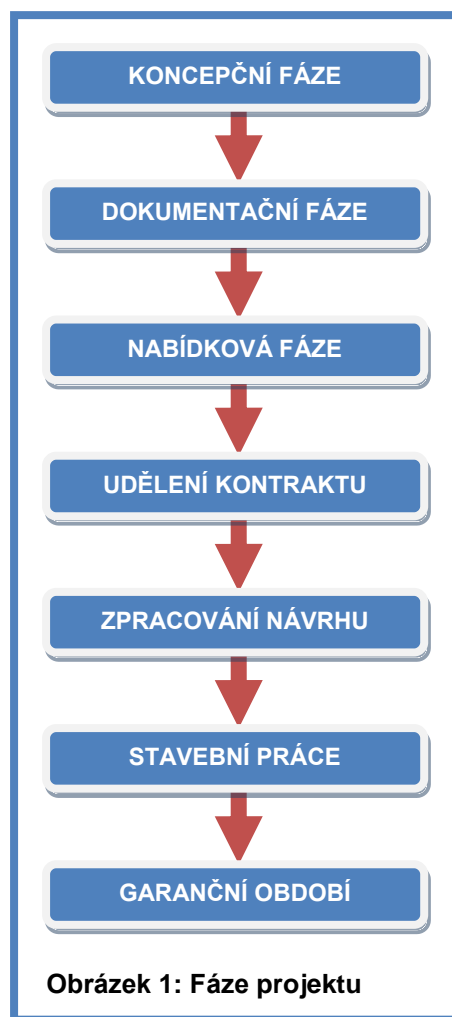 KONCEPČNÍ FÁZE
DOKUMENTAČNÍ FÁZE
NABÍDKOVÁ FÁZE
UDĚLENÍ KONTRAKTU
ZPRACOVÁNÍ NÁVRHU
STAVEBNÍ PRÁCE
GARANČNÍ OBDOBÍ
Obrázek 1: Fáze projektu